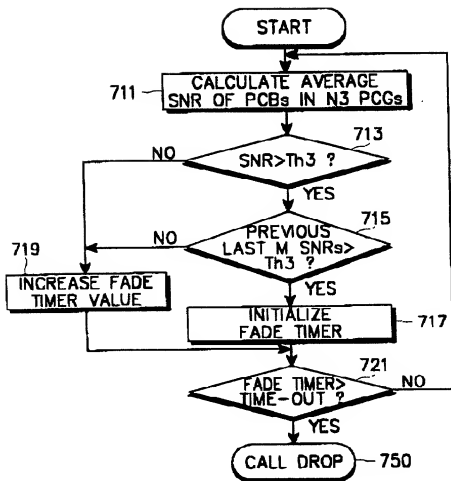 START
711
CALCULATE AVERAGE
SNR OF PCBs IN N3 PCGs
713
NO
SNR>Th3 ?
YES
715
NO
PREVIOUS
LAST M SNRs>
Th3 ?
YES
719
INCREASE FADE
TIMER VALUE
INITIALIZE
FADE TIMER
717
721
FADE TIMER>
TIME-OUT ?
NO
YES
CALL DROP
750